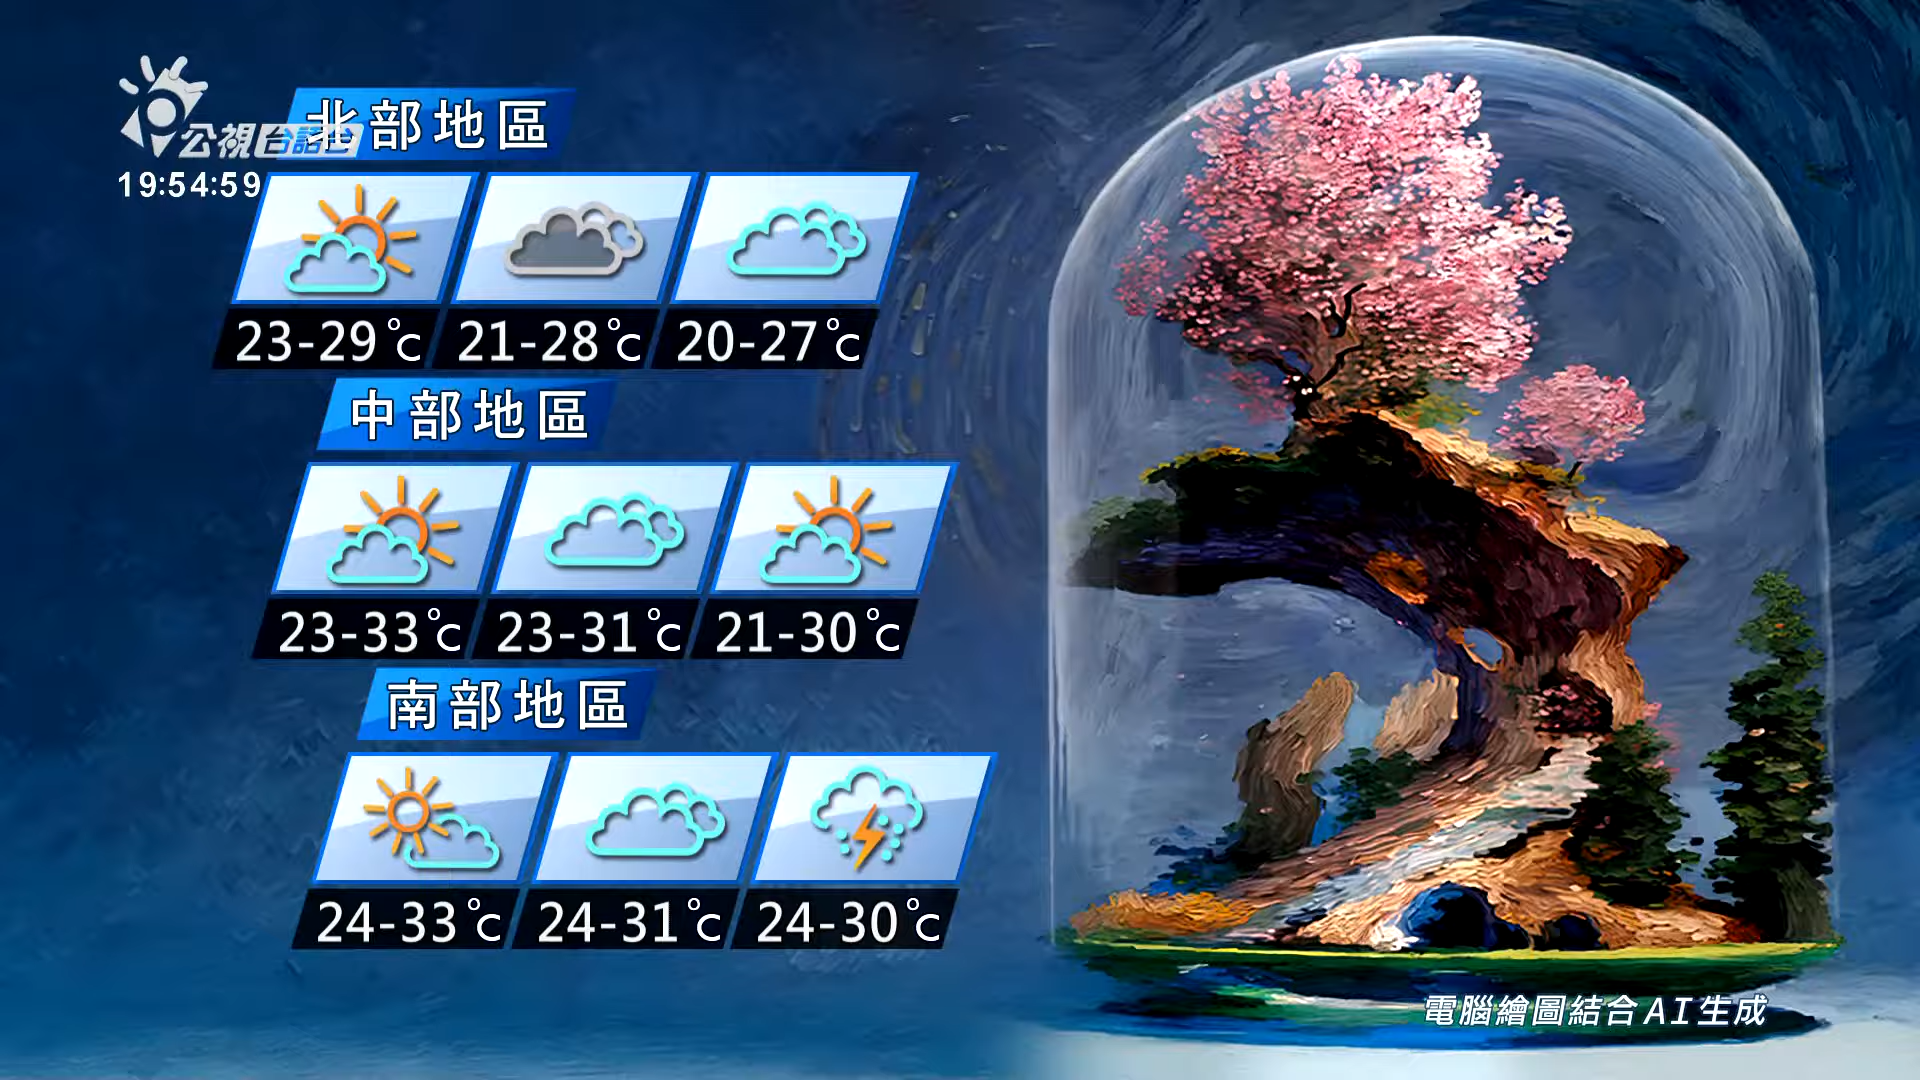 公視台語台
19:54:59
北部地區
23-29℃ 21-28℃ 20-27℃
中部地區
23-33℃ 23-31℃ 21-30℃
南部地區
24-33℃ 24-31℃ 24-30℃
電腦繪圖結合AI生成